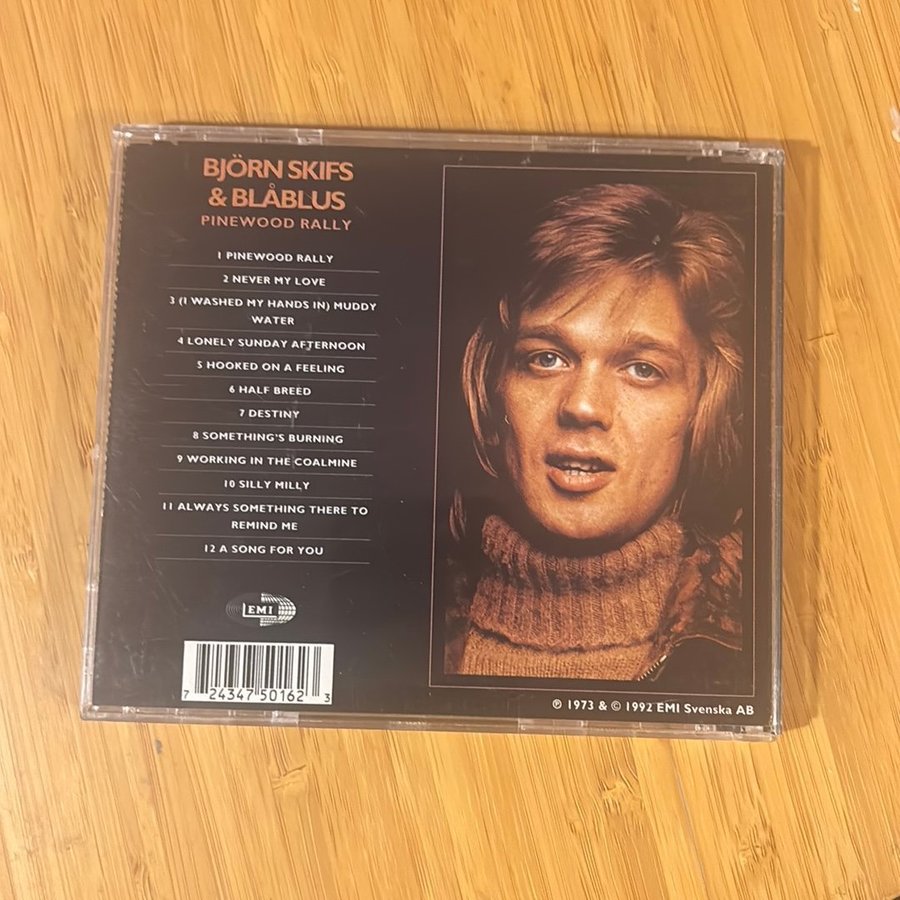 BJÖRN SKIFS
& BLÅBLUS
PINEWOOD RALLY
1 PINEWOOD RALLY
2 NEVER MY LOVE
3 (I WASHED MY HANDS IN) MUDDY
WATER
4 LONELY SUNDAY AFTERNOON
5 HOOKED ON A FEELING
6 HALF BREED
7 DESTINY
8 SOMETHING'S BURNING
9 WORKING IN THE COALMINE
10 SILLY MILLY
11 ALWAYS SOMETHING THERE TO
REMIND ME
12 A SONG FOR YOU
EMI
7 24347 50162 3
℗ 1973 & © 1992 EMI Svenska AB